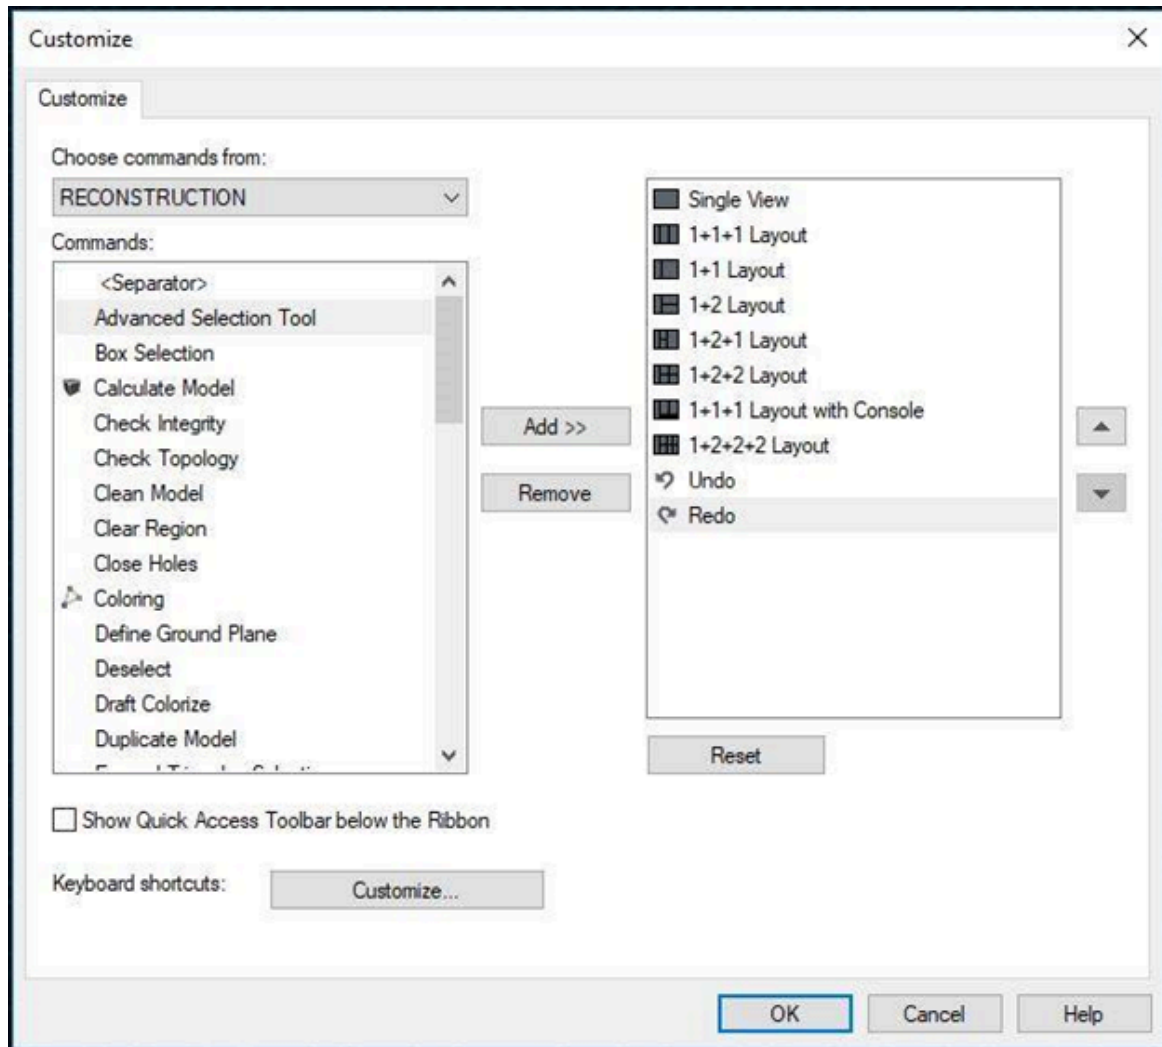 Customize
Customize
Choose commands from:
RECONSTRUCTION
Commands:
<Separator>
Advanced Selection Tool
Box Selection
Calculate Model
Check Integrity
Check Topology
Clean Model
Clear Region
Close Holes
Coloring
Define Ground Plane
Deselect
Draft Colorize
Duplicate Model
Add >>
Remove
Single View
1+1+1 Layout
1+1 Layout
1+2 Layout
1+2+1 Layout
1+2+2 Layout
1+1+1 Layout with Console
1+2+2+2 Layout
Undo
Redo
Reset
Show Quick Access Toolbar below the Ribbon
Keyboard shortcuts:
Customize...
OK
Cancel
Help